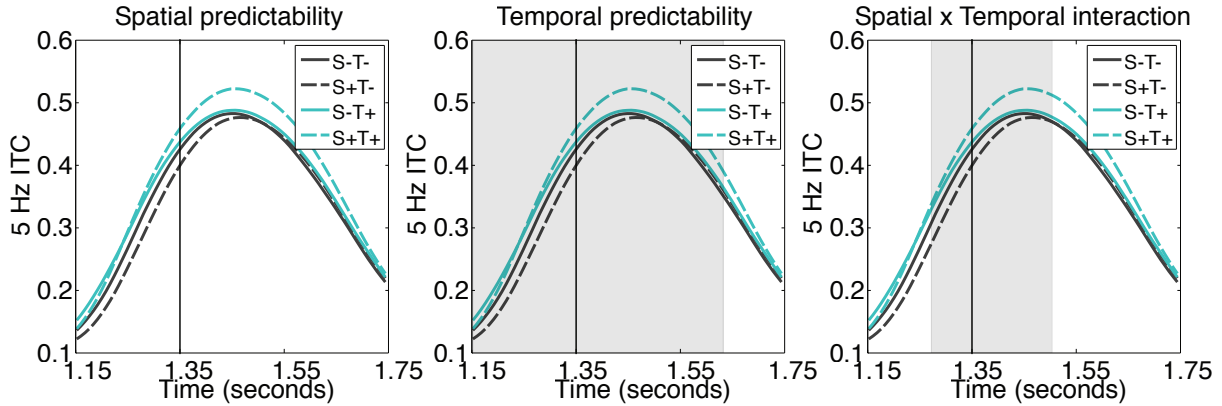 Spatial predictability
0.6
0.5
0.4
0.3
0.2
0.1
5 Hz ITC
S-T-
S+T-
S-T+
S+T+
1.15
1.35
1.55
1.75
Time (seconds)
Temporal predictability
0.6
0.5
0.4
0.3
0.2
0.1
5 Hz ITC
S-T-
S+T-
S-T+
S+T+
1.15
1.35
1.55
1.75
Time (seconds)
Spatial x Temporal interaction
0.6
0.5
0.4
0.3
0.2
0.1
5 Hz ITC
S-T-
S+T-
S-T+
S+T+
1.15
1.35
1.55
1.75
Time (seconds)